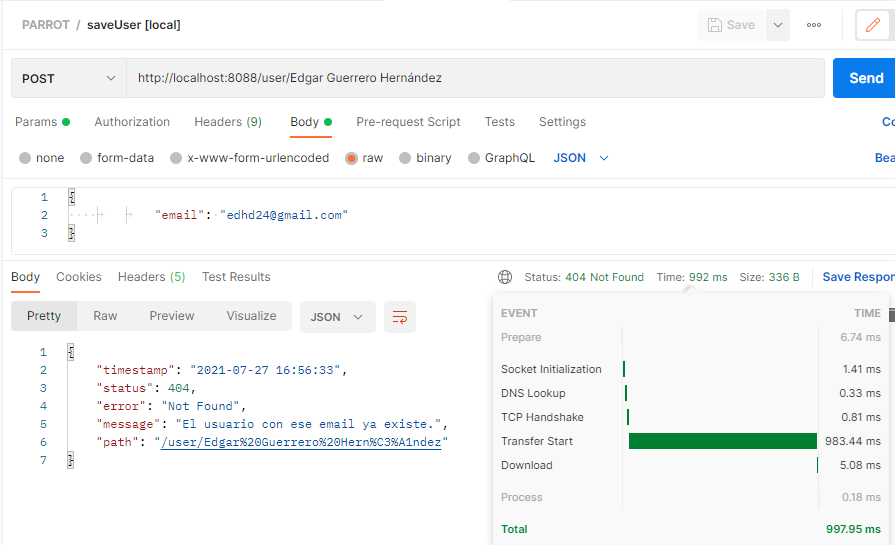 PARROT / saveUser [local]
Save
POST http://localhost:8088/user/Edgar Guerrero Hernández Send
Params Authorization Headers (9) Body Pre-request Script Tests Settings Co
none form-data x-www-form-urlencoded raw binary GraphQL JSON Bea
1 {
2 "email": "edhd24@gmail.com"
3 }
Body Cookies Headers (5) Test Results Status: 404 Not Found Time: 992 ms Size: 336 B Save Respon
Pretty Raw Preview Visualize JSON
1 {
2 "timestamp": "2021-07-27 16:56:33",
3 "status": 404,
4 "error": "Not Found",
5 "message": "El usuario con ese email ya existe.",
6 "path": "/user/Edgar%20Guerrero%20Hern%C3%A1ndez"
7 }
EVENT TIME
Prepare 6.74 ms
Socket Initialization 1.41 ms
DNS Lookup 0.33 ms
TCP Handshake 0.81 ms
Transfer Start 983.44 ms
Download 5.08 ms
Process 0.18 ms
Total 997.95 ms